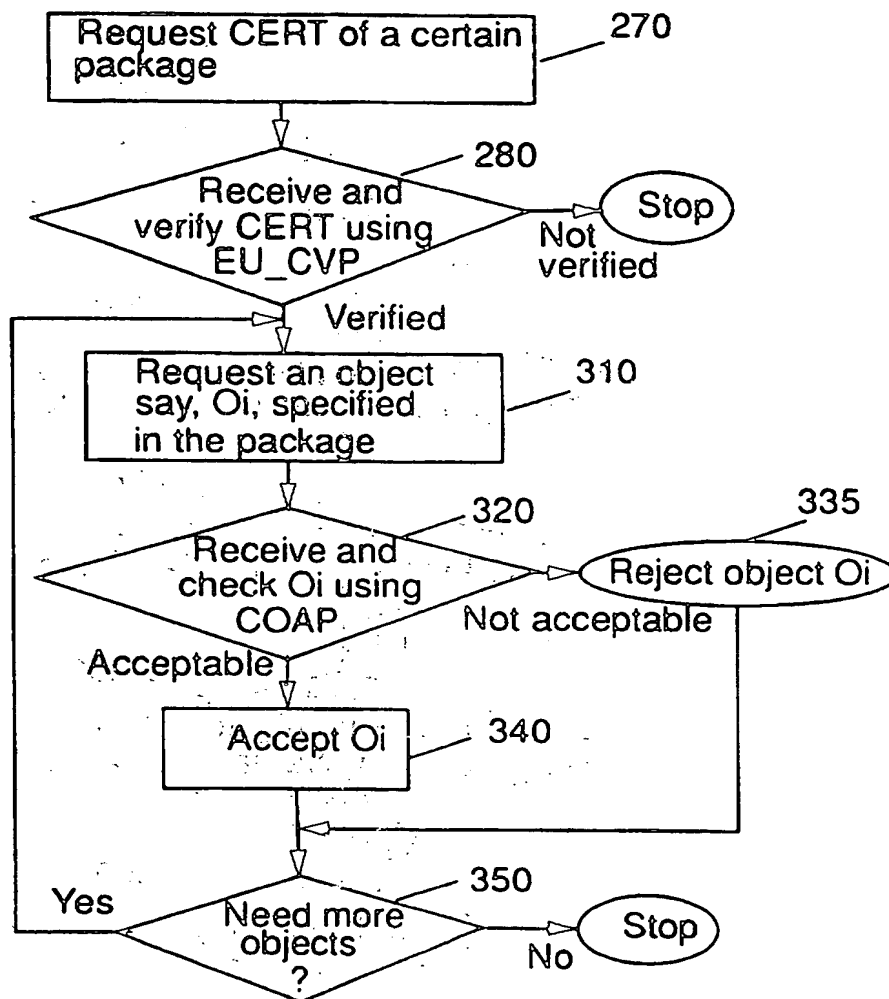 Request CERT of a certain
package
270
280
Receive and
verify CERT using
EU_CVP
Stop
Not
verified
Verified
Request an object
say, Oi, specified
in the package
310
320
335
Receive and
check Oi using
COAP
Reject object Oi
Not acceptable
Acceptable
Accept Oi
340
350
Yes
Need more
objects
?
No
Stop